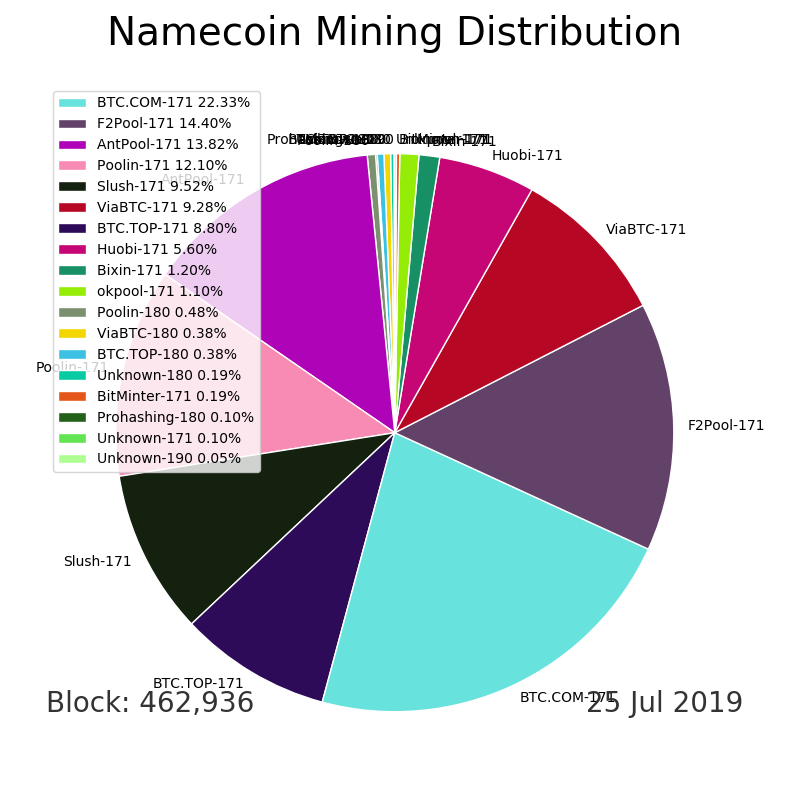 Namecoin Mining Distribution
BTC.COM-171 22.33%
F2Pool-171 14.40%
AntPool-171 13.82%
Poolin-171 12.10%
Slush-171 9.52%
ViaBTC-171 9.28%
BTC.TOP-171 8.80%
Huobi-171 5.60%
Bixin-171 1.20%
okpool-171 1.10%
Poolin-180 0.48%
ViaBTC-180 0.38%
BTC.TOP-180 0.38%
Unknown-180 0.19%
BitMinter-171 0.19%
Prohashing-180 0.10%
Unknown-171 0.10%
Unknown-190 0.05%
Bixin-171
Huobi-171
AntPool-171
ViaBTC-171
Poolin-171
F2Pool-171
Slush-171
BTC.TOP-171
BTC.COM-171
Block: 462,936
25 Jul 2019